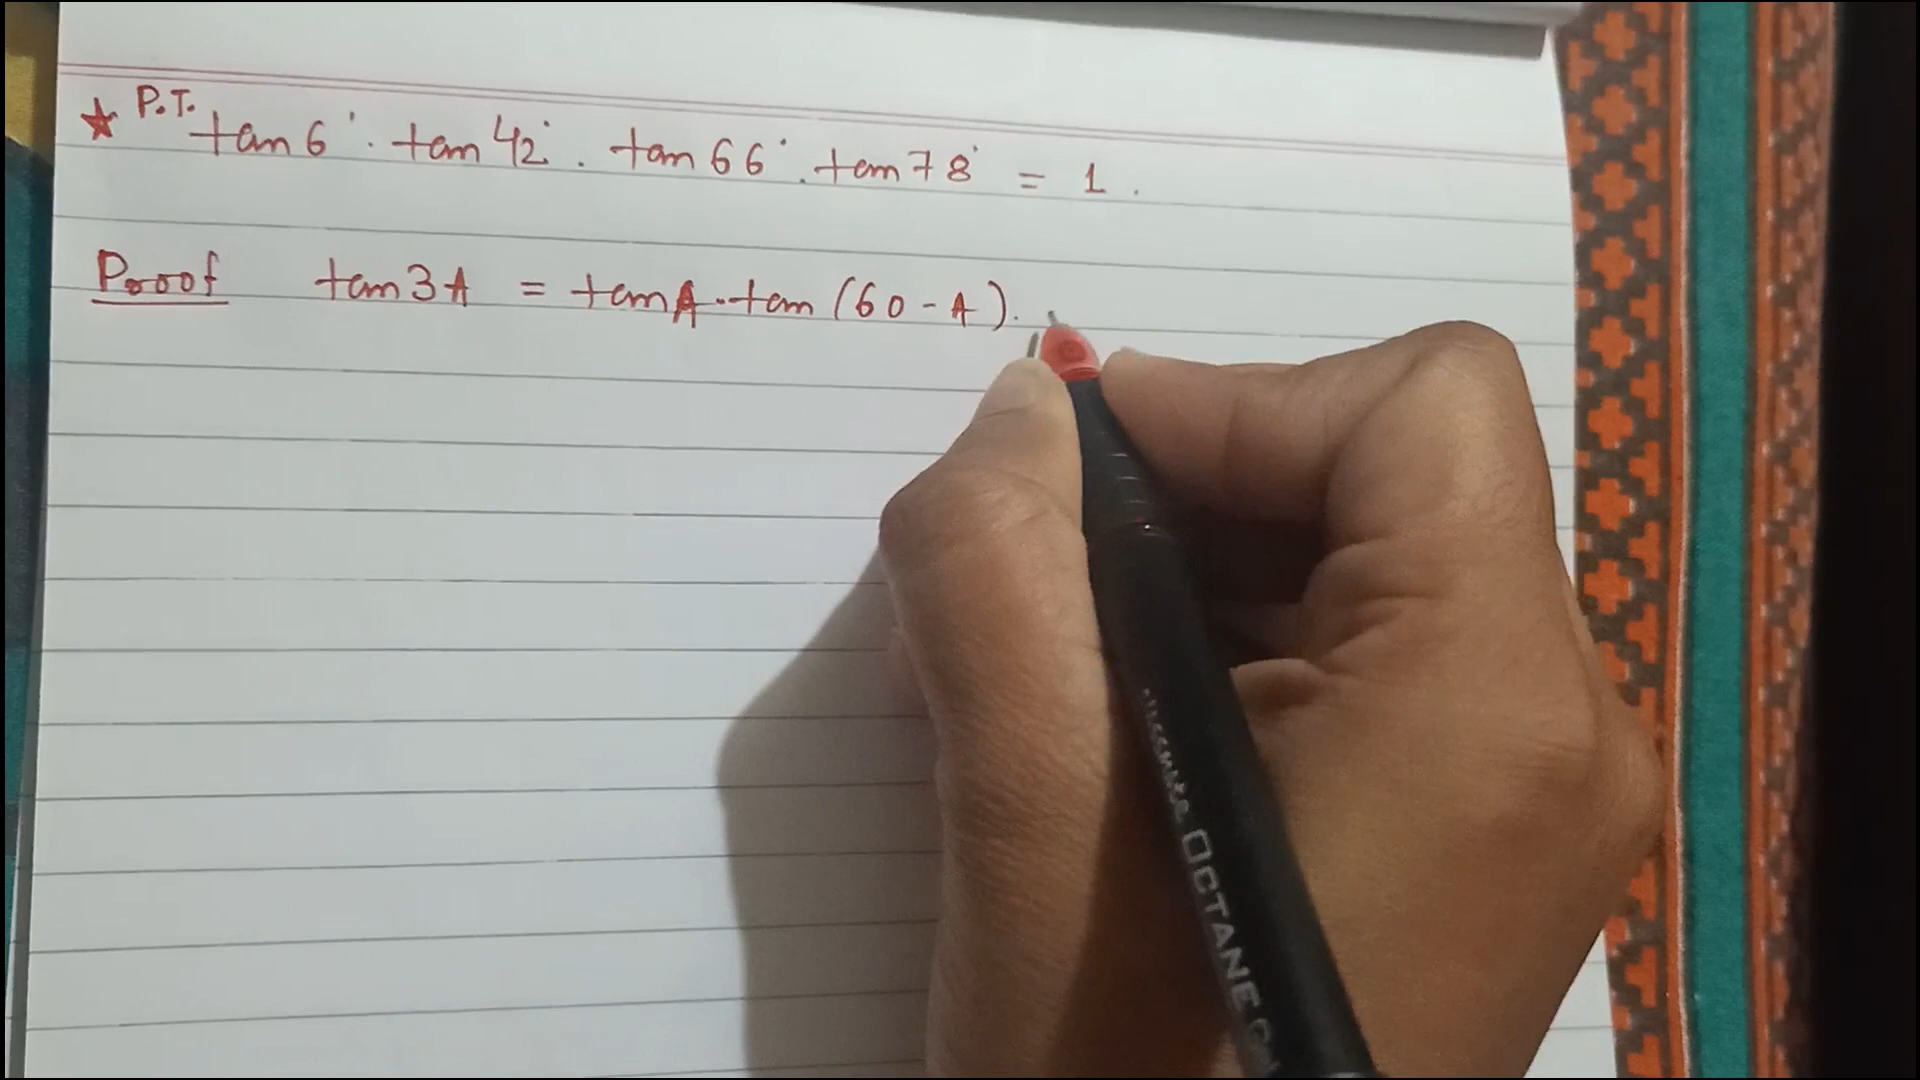 ★ P.T. tan 6° . tan 42° . tan 66° . tan 78° = 1 .
Proof tan 3A = tan A . tan (60 - A) .
OCTANE